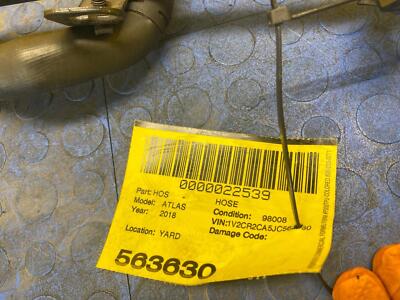 0000022539
Part: HOS HOSE
Model: ATLAS Condition: 98008
Year: 2018
Location: YARD Damage Code:
563630